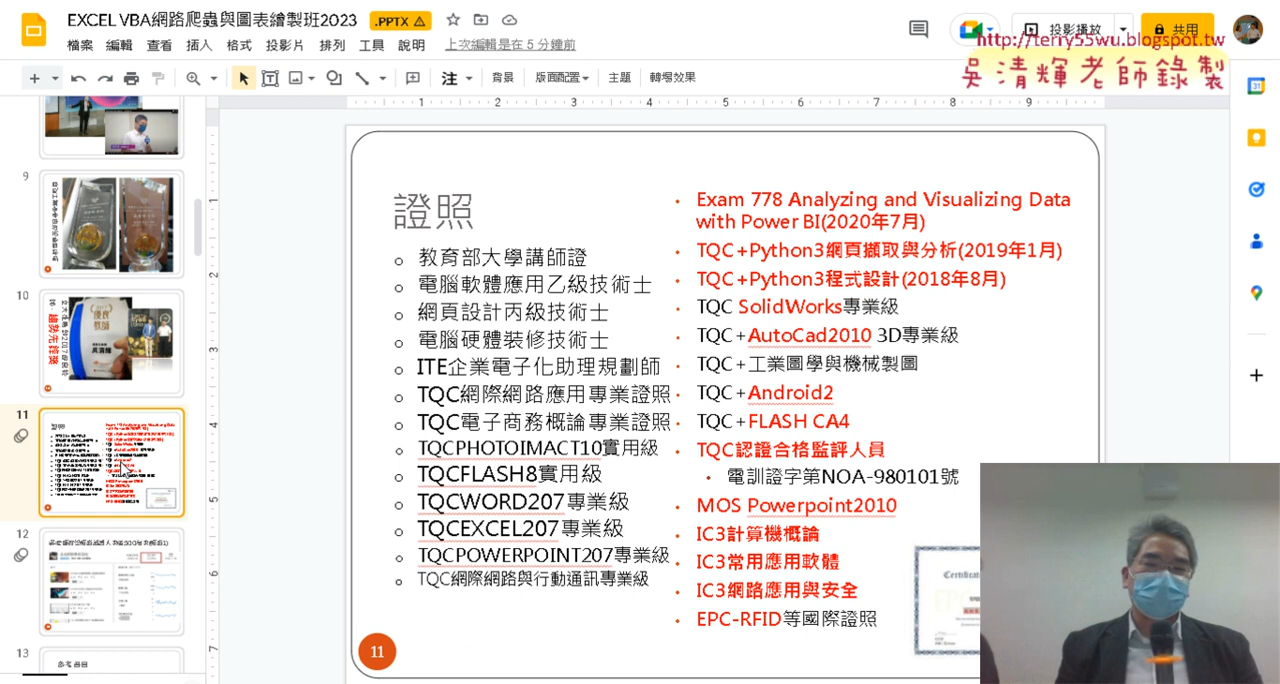 EXCEL VBA網路爬蟲與圖表繪製班2023 .PPTX
檔案 編輯 查看 插入 格式 投影片 排列 工具 說明 上次編輯是在 5 分鐘前
投影播放 共用
http://terry55wu.blogspot.tw
吳清輝老師錄製
注 背景 版面配置 主題 轉場效果
1 2 3 4 5 6 7 8 9
9
10
11
12
13
參考書目
證照
教育部大學講師證
電腦軟體應用乙級技術士
網頁設計丙級技術士
電腦硬體裝修技術士
ITE企業電子化助理規劃師
TQC網際網路應用專業證照
TQC電子商務概論專業證照
TQCPHOTOIMACT10實用級
TQCFLASH8實用級
TQCWORD207專業級
TQCEXCEL207專業級
TQCPOWERPOINT207專業級
TQC網際網路與行動通訊專業級
Exam 778 Analyzing and Visualizing Data
with Power BI(2020年7月)
TQC+Python3網頁擷取與分析(2019年1月)
TQC+Python3程式設計(2018年8月)
TQC SolidWorks專業級
TQC+AutoCad2010 3D專業級
TQC+工業圖學與機械製圖
TQC+Android2
TQC+FLASH CA4
TQC認證合格監評人員
電訓證字第NOA-980101號
MOS Powerpoint2010
IC3計算機概論
IC3常用應用軟體
IC3網路應用與安全
EPC-RFID等國際證照
11